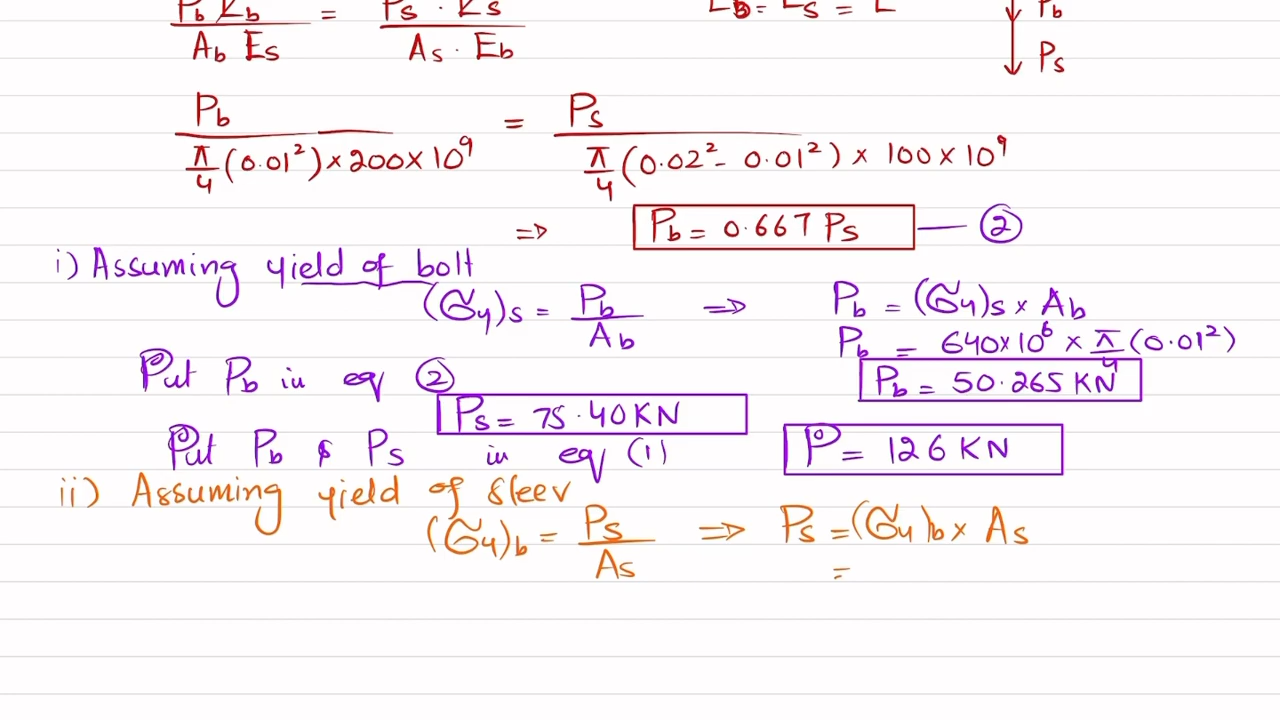 Pb Lb / Ab Es = Ps · Ls / As · Eb    Lb = Ls = L    Pb
Ps
Pb / π/4 (0.01²) × 200 × 10⁹ = Ps / π/4 (0.02² - 0.01²) × 100 × 10⁹
⇒ Pb = 0.667 Ps — ②
i) Assuming yield of bolt
(σy)s = Pb / Ab ⇒ Pb = (σy)s × Ab
Pb = 640×10⁶ × π/4 (0.01²)
Put Pb in eq ② Pb = 50.265 KN
Ps = 75.40 KN
Put Pb & Ps in eq (1) P = 126 KN
ii) Assuming yield of sleev
(σy)b = Ps / As ⇒ Ps = (σy)b × As
=